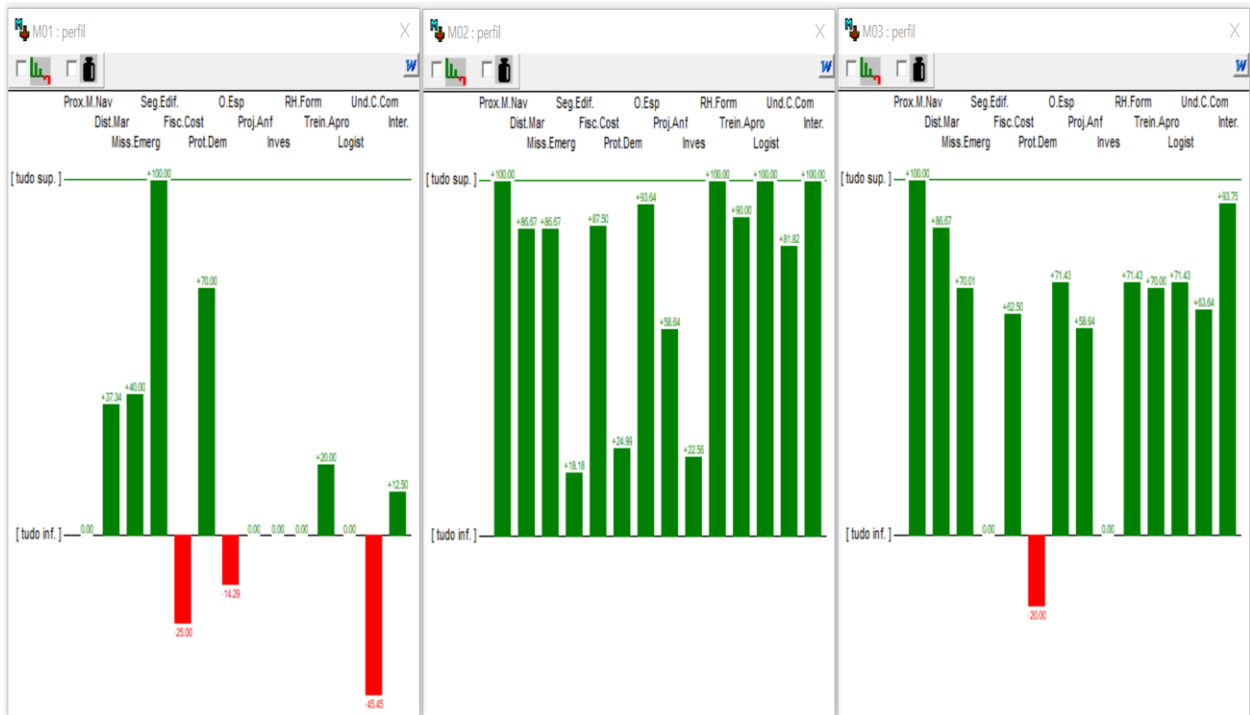 M01 : perfil
X
W
Prox.M.Nav Seg.Edif. O.Esp RH.Form Und.C.Com
Dist.Mar Fisc.Cost Proj.Anf Trein.Apro Inter.
Miss.Emerg Prot.Dem Inves Logist
+100.00
[ tudo sup. ]
+70.00
+40.00
+37.34
+20.00
+12.50
0.00 0.00 0.00 0.00 0.00
[ tudo inf. ]
-14.29
-25.00
-45.45
M02 : perfil
X
W
Prox.M.Nav Seg.Edif. O.Esp RH.Form Und.C.Com
Dist.Mar Fisc.Cost Proj.Anf Trein.Apro Inter.
Miss.Emerg Prot.Dem Inves Logist
[ tudo sup. ] +100.00 +100.00 +100.00 +100.00
+93.64
+90.00
+86.67 +86.67 +87.50
+81.82
+58.64
+24.99
+22.56
+18.18
[ tudo inf. ]
M03 : perfil
X
W
Prox.M.Nav Seg.Edif. O.Esp RH.Form Und.C.Com
Dist.Mar Fisc.Cost Proj.Anf Trein.Apro Inter.
Miss.Emerg Prot.Dem Inves Logist
[ tudo sup. ] +100.00
+93.75
+86.67
+70.01 +71.43 +71.43 +70.00 +71.43
+62.50 +63.64
+58.64
0.00 0.00
[ tudo inf. ]
-20.00